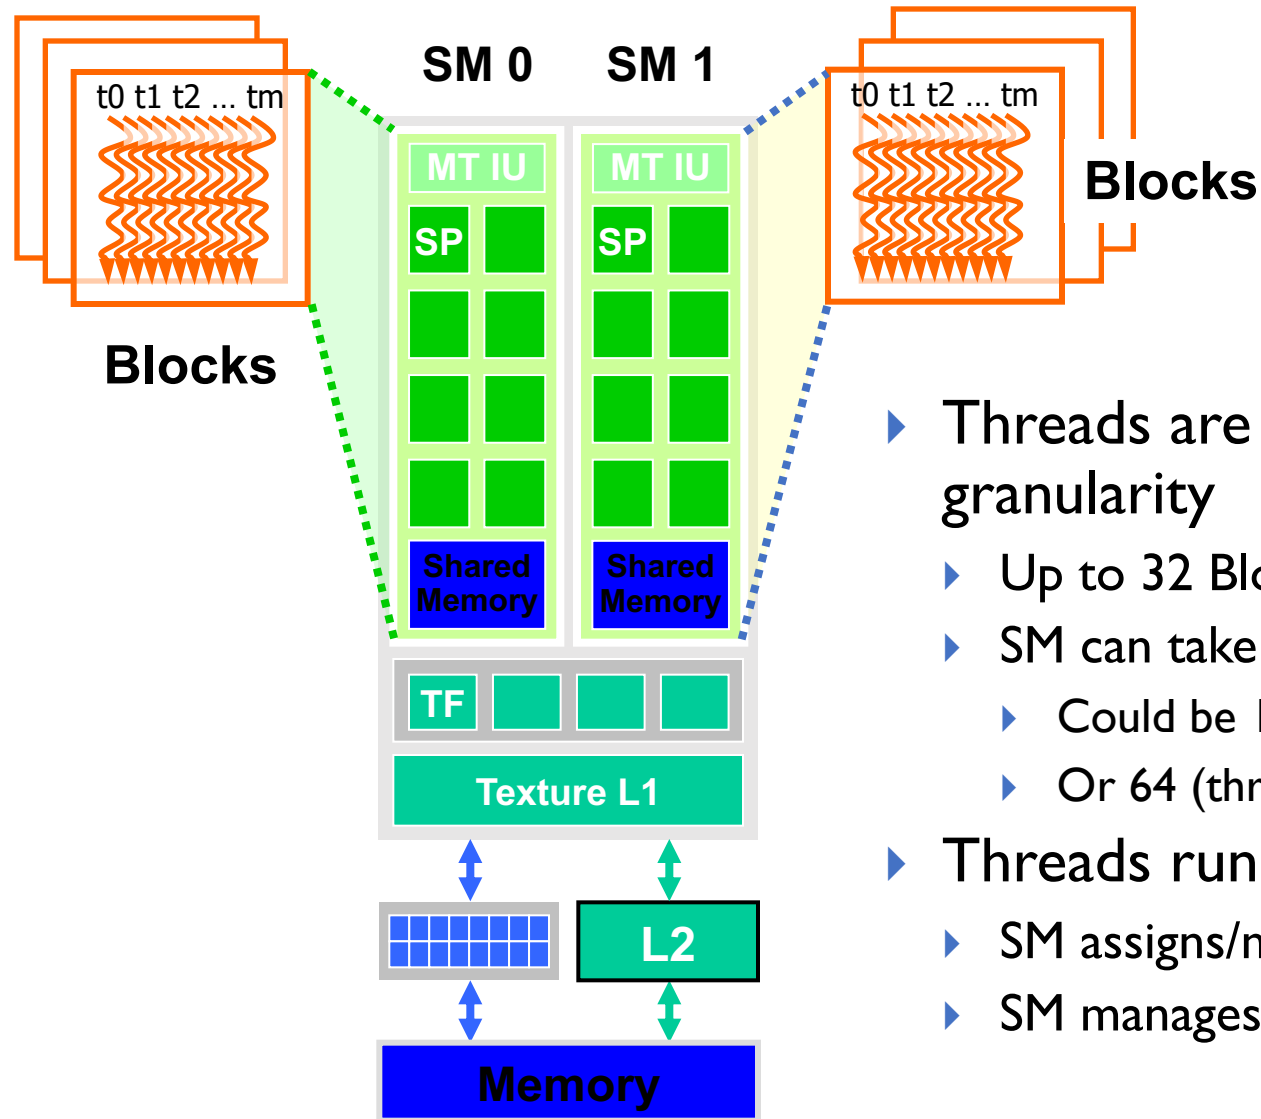 SM 0 SM 1
t0 t1 t2 ... tm
t0 t1 t2 ... tm
MT IU
MT IU
SP
SP
Blocks
Blocks
Shared
Memory
Shared
Memory
TF
Texture L1
L2
Memory
Threads are
granularity
Up to 32
SM can take
Could be
Or 64
Threads run
SM
SM manages